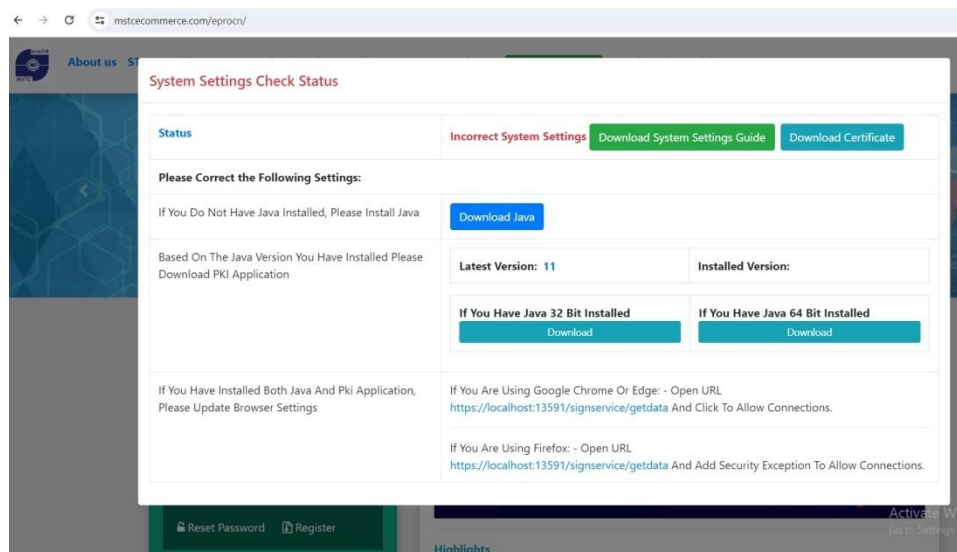 mstcecommerce.com/eprocn/
About us
System Settings Check Status
Status
Incorrect System Settings
Download System Settings Guide
Download Certificate
Please Correct the Following Settings:
If You Do Not Have Java Installed, Please Install Java
Download Java
Based On The Java Version You Have Installed Please
Download PKI Application
Latest Version: 11
Installed Version:
If You Have Java 32 Bit Installed
Download
If You Have Java 64 Bit Installed
Download
If You Have Installed Both Java And Pki Application,
Please Update Browser Settings
If You Are Using Google Chrome Or Edge: - Open URL
https://localhost:13591/signservice/getdata And Click To Allow Connections.
If You Are Using Firefox: - Open URL
https://localhost:13591/signservice/getdata And Add Security Exception To Allow Connections.
Reset Password
Register
Activate W
Go to Settings
Highlights